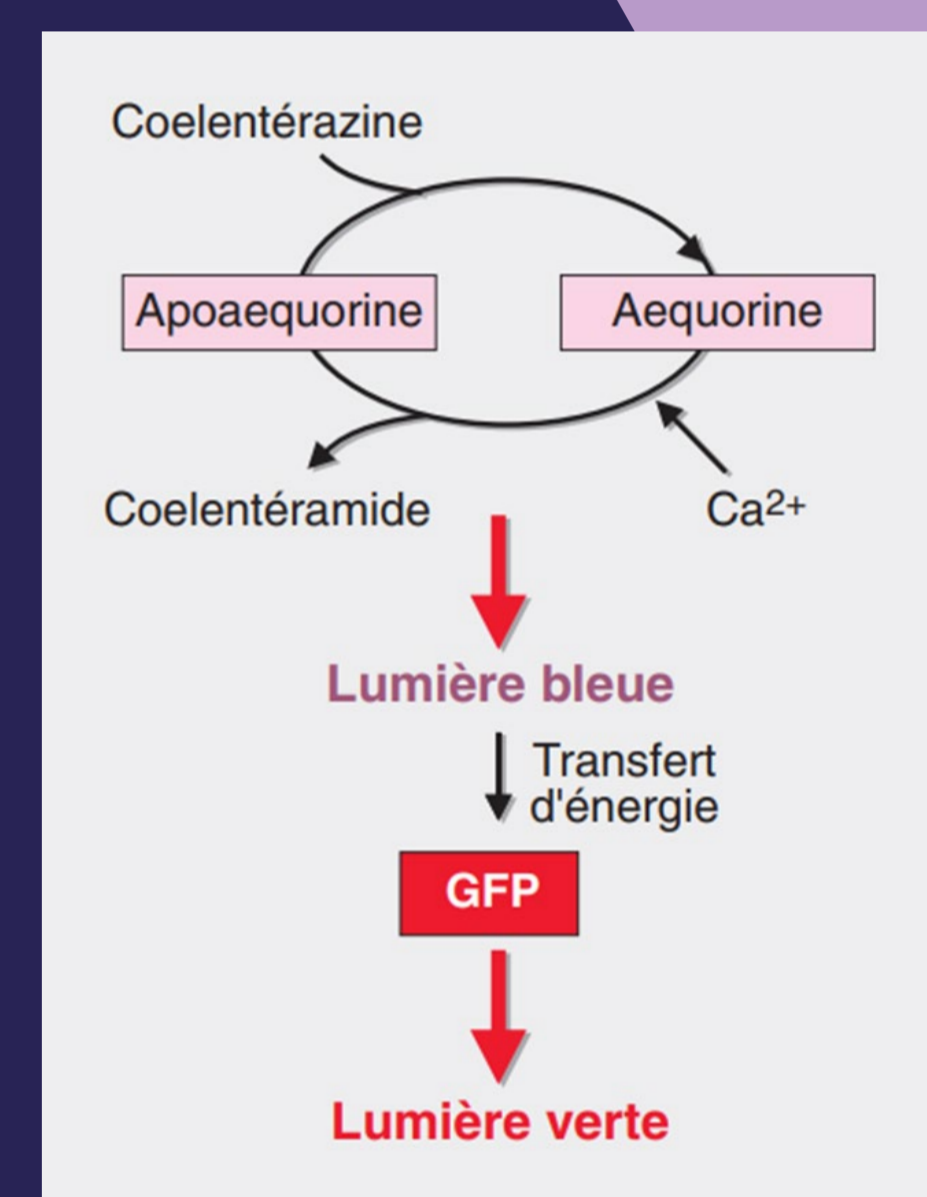 Coelentérazine
Apoaequorine
Aequorine
Coelentéramide
Ca2+
Lumière bleue
Transfert
d'énergie
GFP
Lumière verte